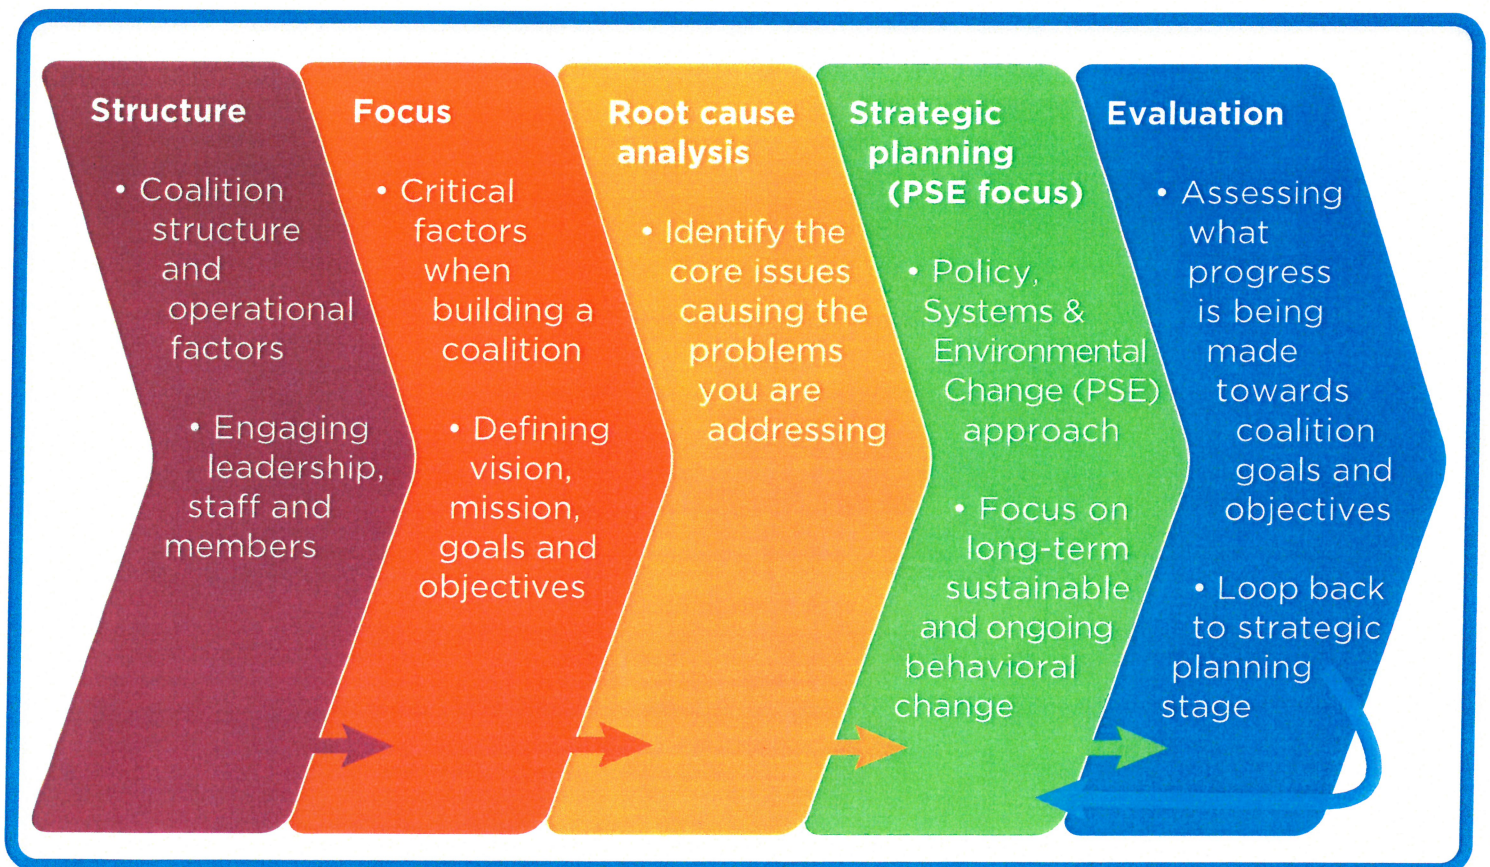 Structure
• Coalition
structure
and
operational
factors
• Engaging
leadership,
staff and
members
Focus
• Critical
factors
when
building a
coalition
• Defining
vision,
mission,
goals and
objectives
Root cause
analysis
• Identify the
core issues
causing the
problems
you are
addressing
Strategic
planning
(PSE focus)
• Policy,
Systems &
Environmental
Change (PSE)
approach
• Focus on
long-term
sustainable
and ongoing
behavioral
change
Evaluation
• Assessing
what
progress
is being
made
towards
coalition
goals and
objectives
• Loop back
to strategic
planning
stage